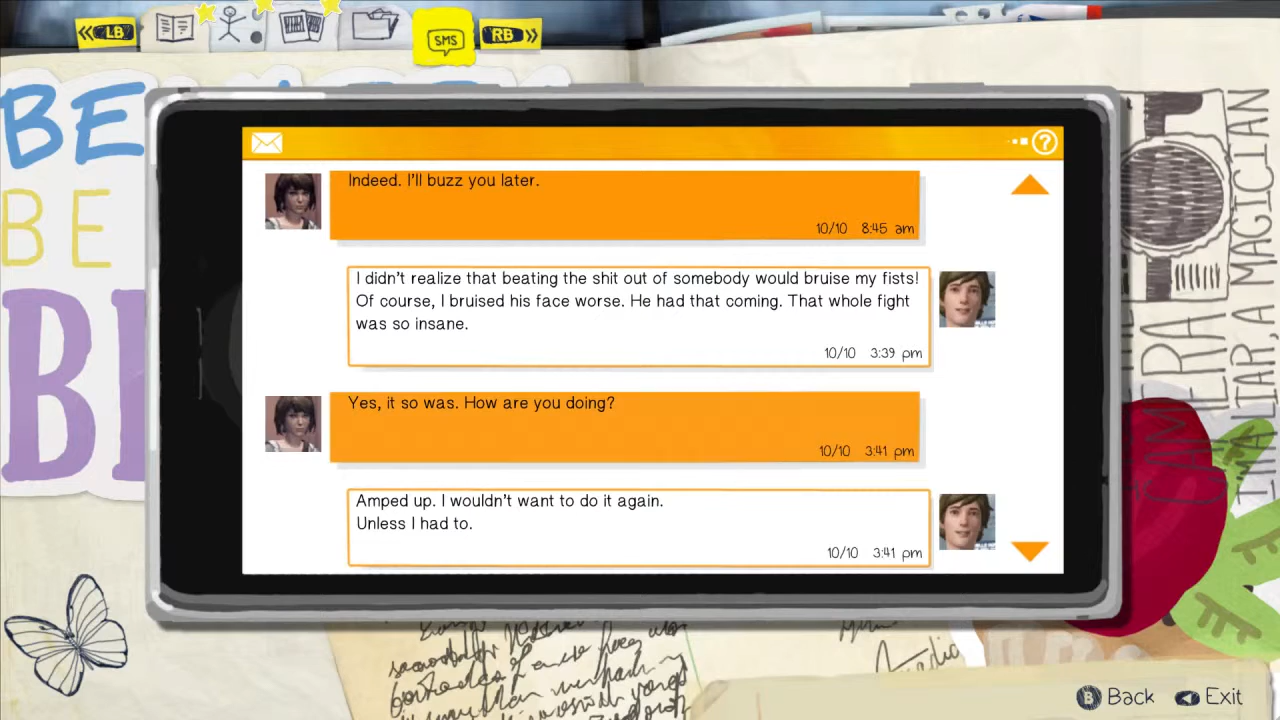 LB
SMS
RB
BE
BE
Indeed. I'll buzz you later.
10/10 8:45 am
I didn't realize that beating the shit out of somebody would bruise my fists!
Of course, I bruised his face worse. He had that coming. That whole fight
was so insane.
10/10 3:39 pm
Yes, it so was. How are you doing?
10/10 3:41 pm
Amped up. I wouldn't want to do it again.
Unless I had to.
10/10 3:41 pm
A MAGICIAN
B Back
Exit